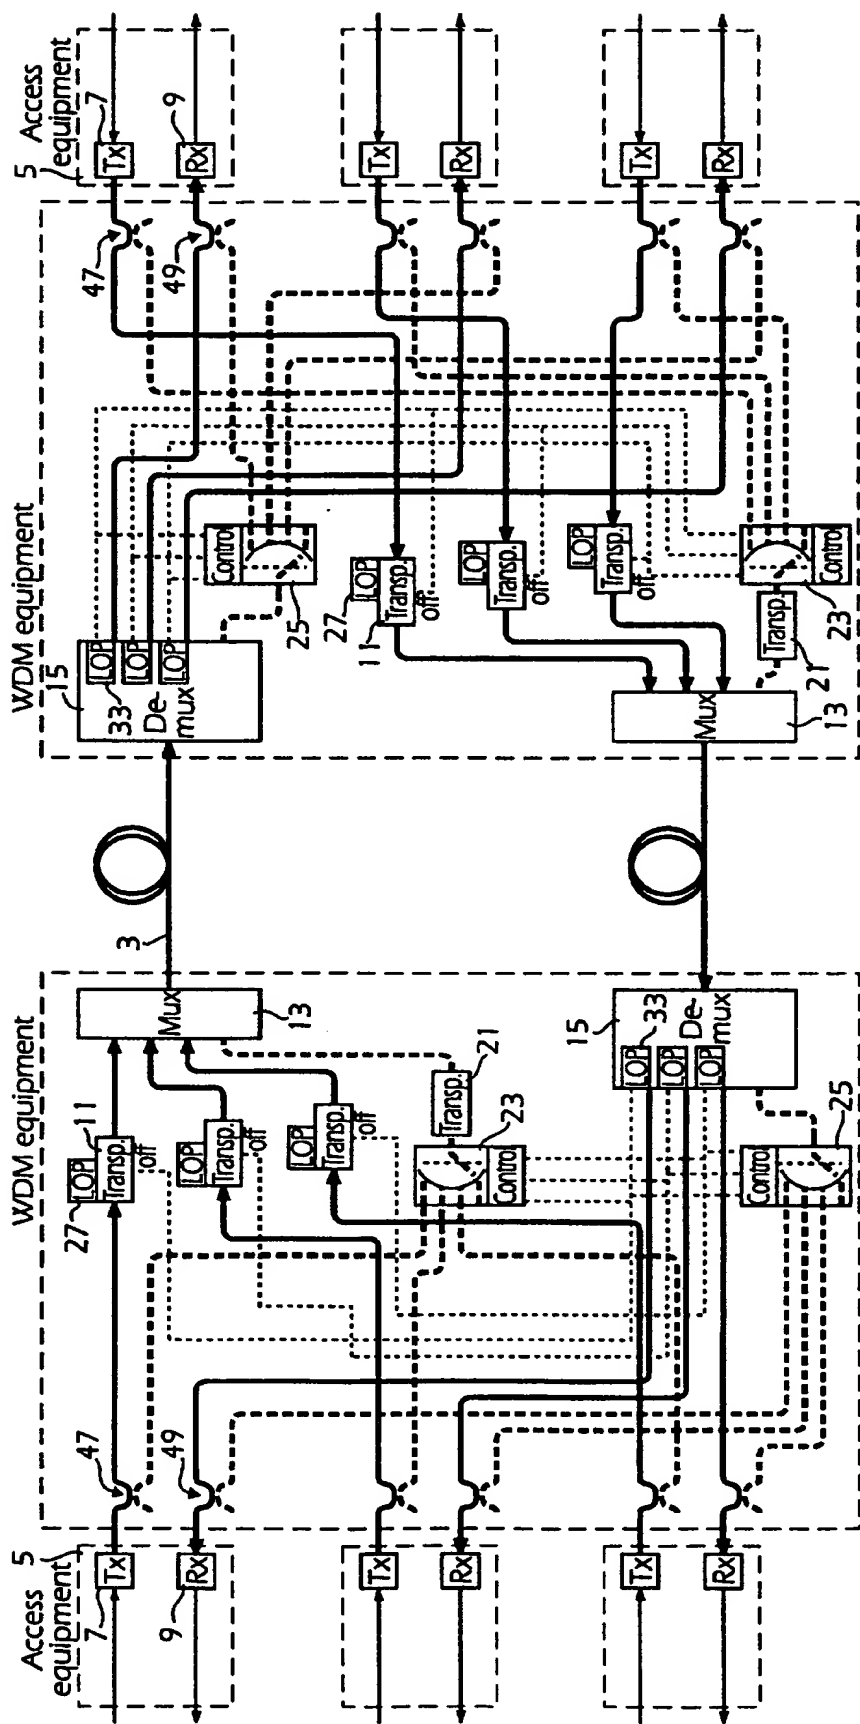 Access
equipment
5
7
Tx
9
Rx
Tx
Rx
Tx
Rx
WDM equipment
47
49
15
LOP
LOP
LOP
33
De-
mux
Control
25
27
LOP
Transp.
off
11
LOP
Transp.
off
LOP
Transp.
off
Control
23
Transp.
21
Mux
13
3
WDM equipment
Mux
13
27
LOP
Transp.
off
11
LOP
Transp.
off
LOP
Transp.
off
Transp.
21
23
Control
15
33
LOP
LOP
LOP
De-
mux
Control
25
47
49
Access
equipment
5
7
Tx
9
Rx
Tx
Rx
Tx
Rx